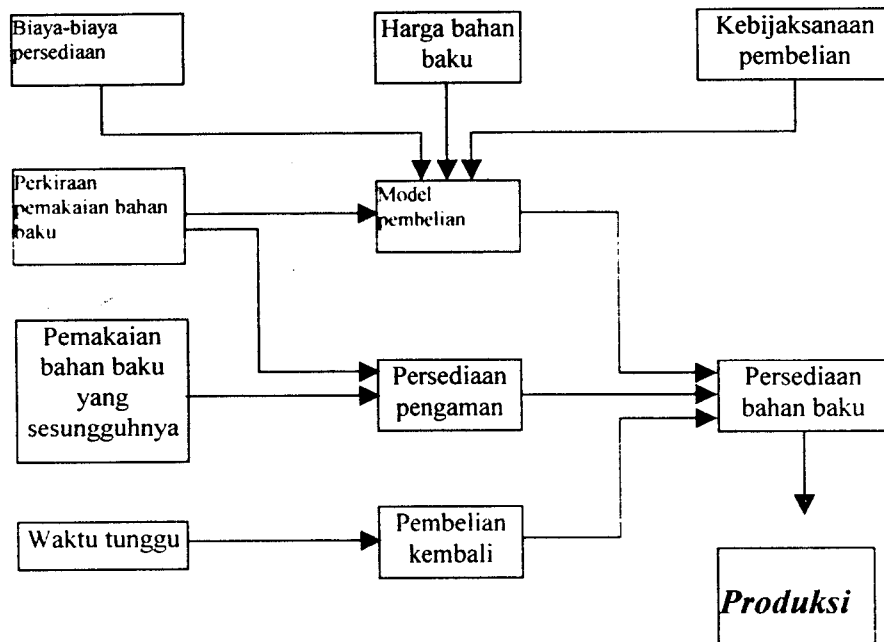 Biaya-biaya
persediaan
Harga bahan
baku
Kebijaksanaan
pembelian
Perkiraan
pemakaian bahan
baku
Model
pembelian
Pemakaian
bahan baku
yang
sesungguhnya
Persediaan
pengaman
Persediaan
bahan baku
Waktu tunggu
Pembelian
kembali
Produksi